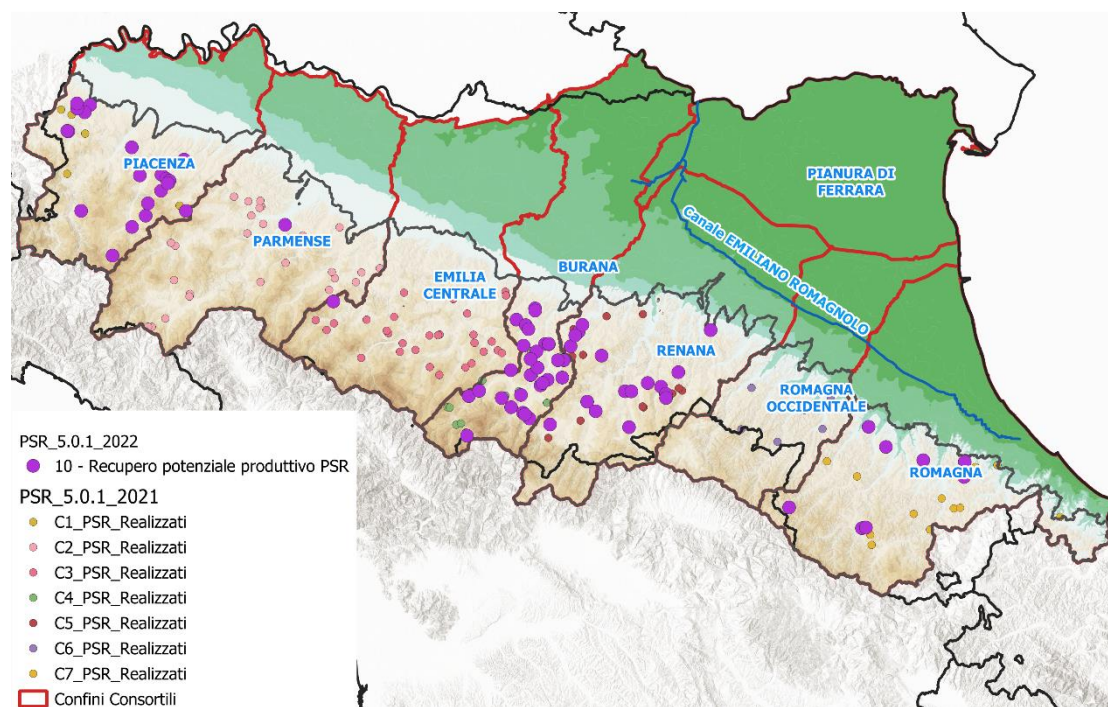 PIACENZA
PIANURA DI
FERRARA
PARMENSE
Canale EMILIANO ROMAGNOLO
EMILIA
CENTRALE
BURANA
RENANA
ROMAGNA
OCCIDENTALE
ROMAGNA
PSR_5.0.1_2022
10 - Recupero potenziale produttivo PSR
PSR_5.0.1_2021
C1_PSR_Realizzati
C2_PSR_Realizzati
C3_PSR_Realizzati
C4_PSR_Realizzati
C5_PSR_Realizzati
C6_PSR_Realizzati
C7_PSR_Realizzati
Confini Consortili